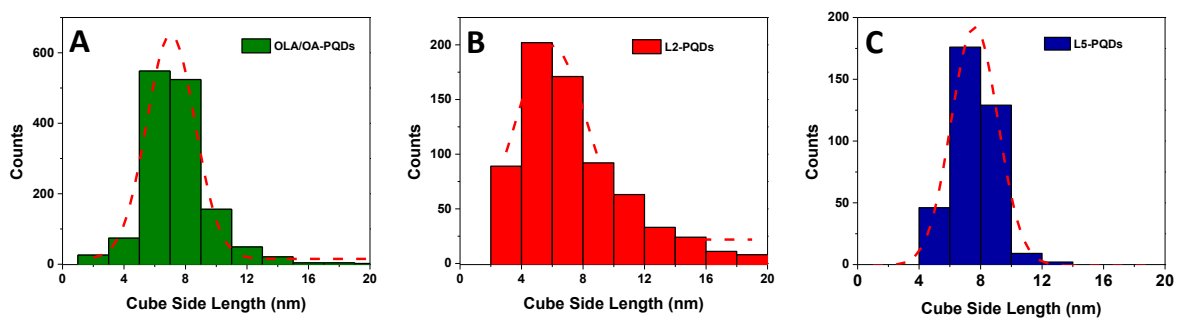 A
OLA/OA-PQDs
600
400
200
0
Counts
0 4 8 12 16 20
Cube Side Length (nm)
B
L2-PQDs
200
150
100
50
0
Counts
0 4 8 12 16 20
Cube Side Length (nm)
C
L5-PQDs
200
150
100
50
0
Counts
0 4 8 12 16 20
Cube Side Length (nm)